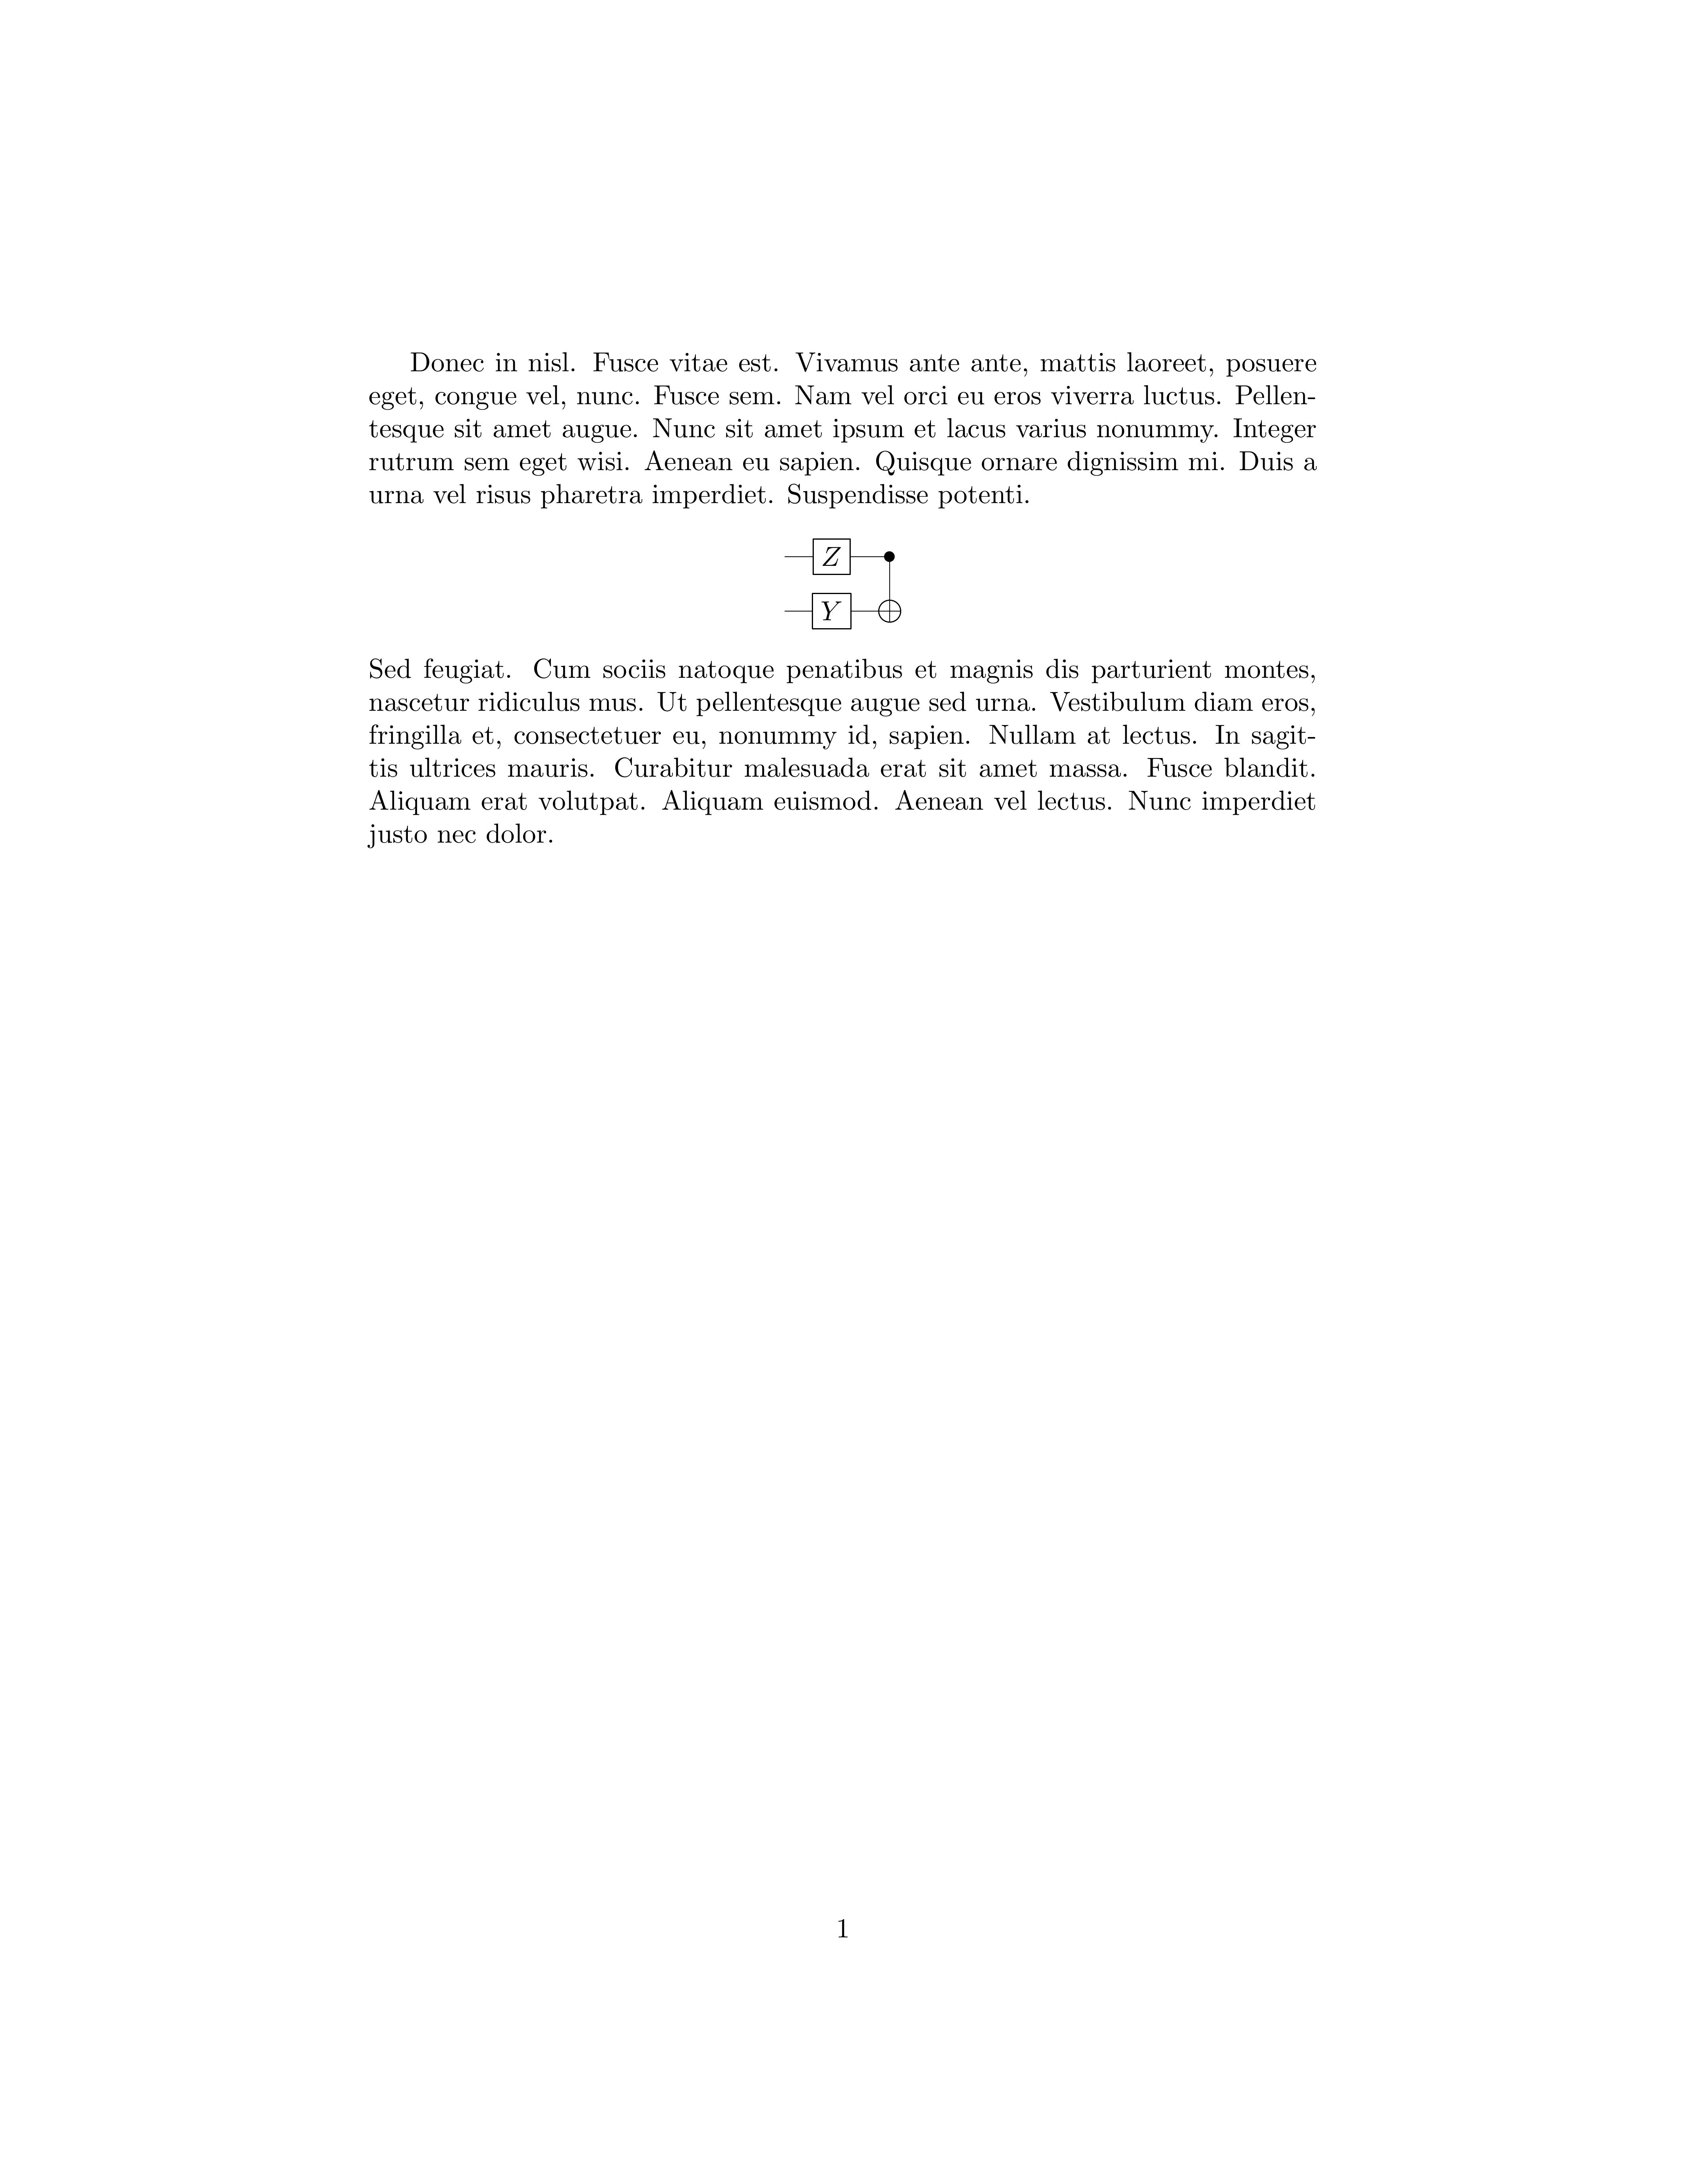 Donec in nisl. Fusce vitae est. Vivamus ante ante, mattis laoreet, posuere
eget, congue vel, nunc. Fusce sem. Nam vel orci eu eros viverra luctus. Pellen-
tesque sit amet augue. Nunc sit amet ipsum et lacus varius nonummy. Integer
rutrum sem eget wisi. Aenean eu sapien. Quisque ornare dignissim mi. Duis a
urna vel risus pharetra imperdiet. Suspendisse potenti.
Z
Y
Sed feugiat. Cum sociis natoque penatibus et magnis dis parturient montes,
nascetur ridiculus mus. Ut pellentesque augue sed urna. Vestibulum diam eros,
fringilla et, consectetuer eu, nonummy id, sapien. Nullam at lectus. In sagit-
tis ultrices mauris. Curabitur malesuada erat sit amet massa. Fusce blandit.
Aliquam erat volutpat. Aliquam euismod. Aenean vel lectus. Nunc imperdiet
justo nec dolor.
1